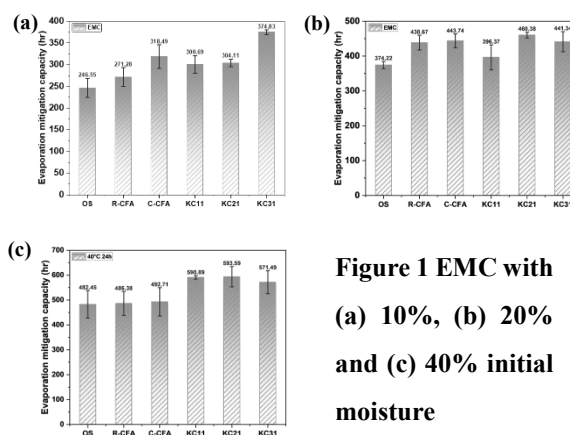 (a)
EMC
Evaporation mitigation capacity (hr)
400
350
300
250
200
150
100
50
0
246.55
271.28
318.49
300.69
304.11
374.83
OS R-CFA C-CFA KC11 KC21 KC31
(b)
EMC
Evaporation mitigation capacity (hr)
500
400
300
200
100
0
374.22
438.67
443.74
396.37
460.38
441.34
OS R-CFA C-CFA KC11 KC21 KC31
(c)
40°C 24h
Evaporation mitigation capacity (hr)
700
600
500
400
300
200
100
0
482.45
486.38
492.71
590.89
593.59
571.49
OS R-CFA C-CFA KC11 KC21 KC31
Figure 1 EMC with
(a) 10%, (b) 20%
and (c) 40% initial
moisture